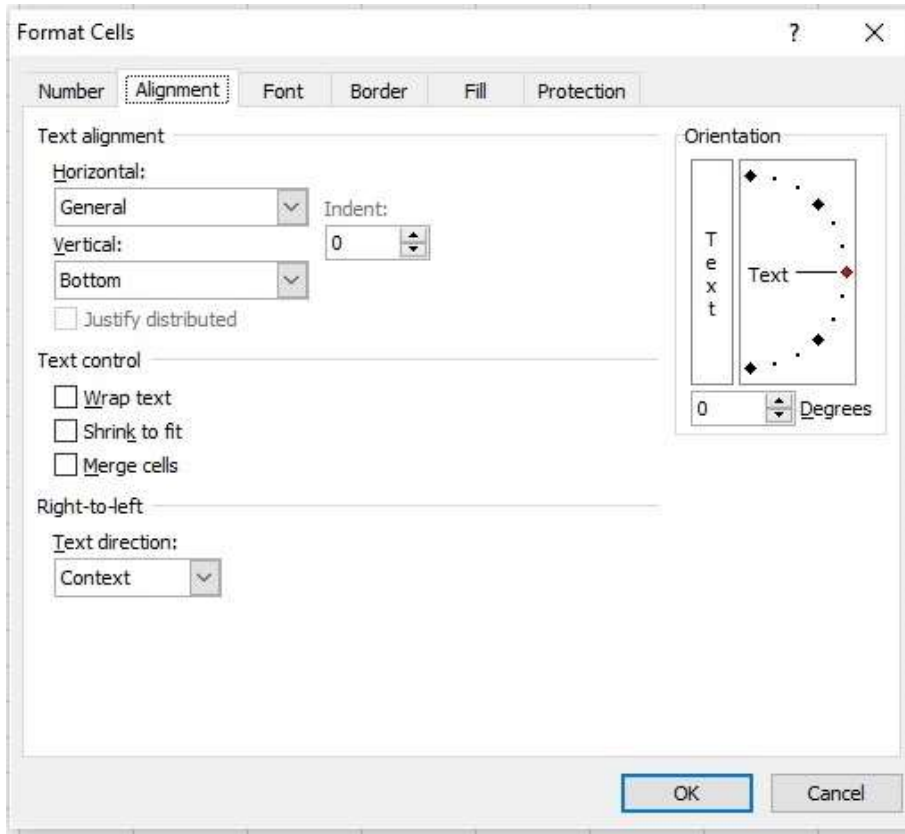 Format Cells ? X
Number Alignment Font Border Fill Protection
Text alignment
Horizontal:
General
Indent:
0
Vertical:
Bottom
Justify distributed
Text control
Wrap text
Shrink to fit
Merge cells
Right-to-left
Text direction:
Context
Orientation
Text
Text
0 Degrees
OK Cancel